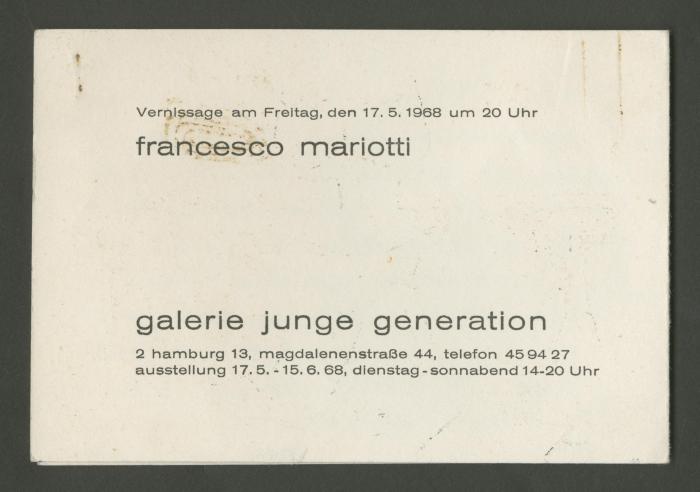 Vernissage am Freitag, den 17. 5. 1968 um 20 Uhr
francesco mariotti
galerie junge generation
2 hamburg 13, magdalenenstraße 44, telefon 45 94 27
ausstellung 17. 5. - 15. 6. 68, dienstag - sonnabend 14-20 Uhr